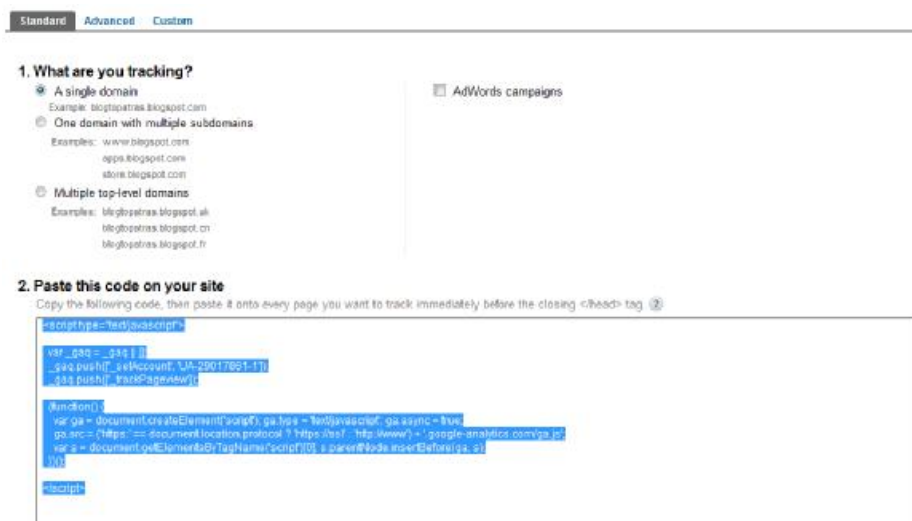 Standard Advanced Custom
1. What are you tracking?
A single domain
AdWords campaigns
Example: blogtopatras.blogspot.com
One domain with multiple subdomains
Examples: www.blogspot.com
apps.blogspot.com
store.blogspot.com
Multiple top-level domains
Examples: blogtopatras.blogspot.uk
blogtopatras.blogspot.cn
blogtopatras.blogspot.fr
2. Paste this code on your site
Copy the following code, then paste it onto every page you want to track immediately before the closing </head> tag ?
<script type="text/javascript">
var _gaq = _gaq || [];
_gaq.push(['_setAccount', 'UA-29017861-1']);
_gaq.push(['_trackPageview']);
(function() {
var ga = document.createElement('script'); ga.type = 'text/javascript'; ga.async = true;
ga.src = ('https:' == document.location.protocol ? 'https://ssl' : 'http://www') + '.google-analytics.com/ga.js';
var s = document.getElementsByTagName('script')[0]; s.parentNode.insertBefore(ga, s);
})();
</script>